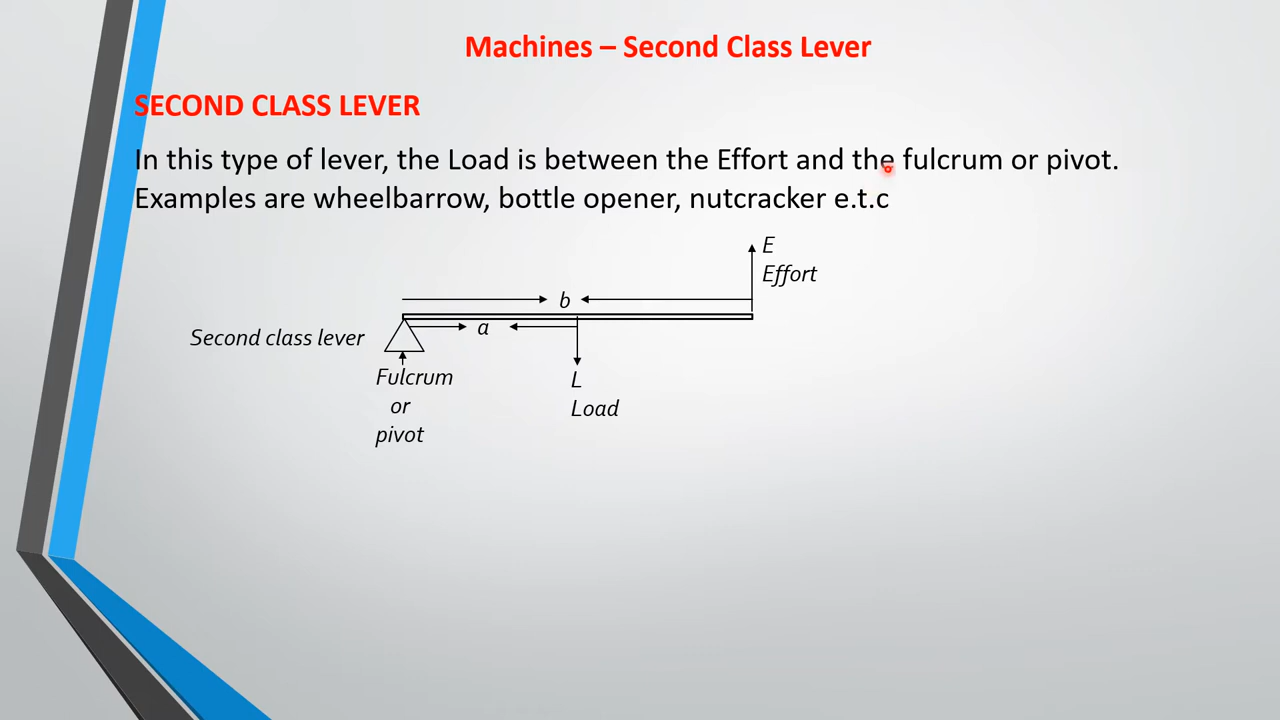 Machines – Second Class Lever
SECOND CLASS LEVER
In this type of lever, the Load is between the Effort and the fulcrum or pivot.
Examples are wheelbarrow, bottle opener, nutcracker e.t.c
E
Effort
b
a
Second class lever
Fulcrum
or
pivot
L
Load